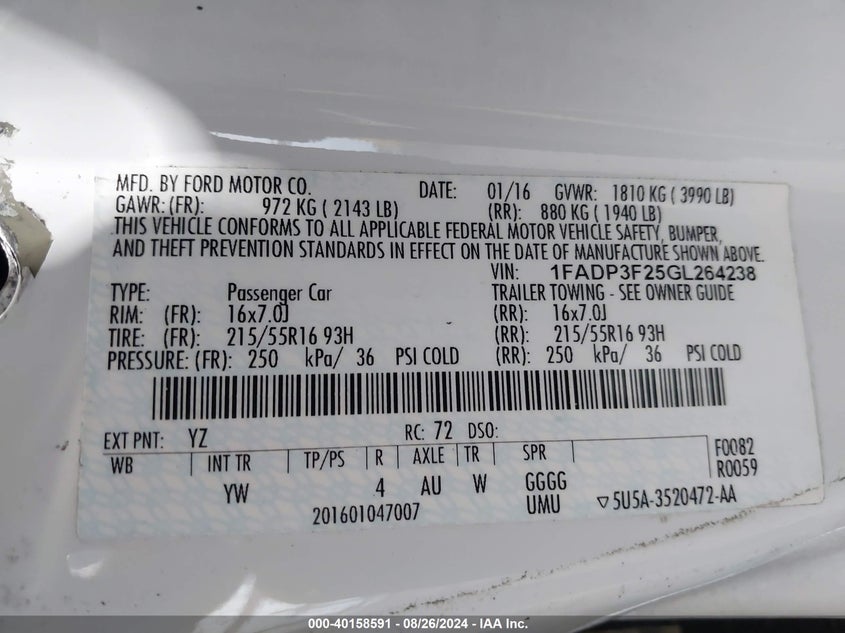 MFD. BY FORD MOTOR CO. DATE: 01/16 GVWR: 1810 KG ( 3990 LB)
GAWR: (FR): 972 KG ( 2143 LB) (RR): 880 KG ( 1940 LB)
THIS VEHICLE CONFORMS TO ALL APPLICABLE FEDERAL MOTOR VEHICLE SAFETY, BUMPER,
AND THEFT PREVENTION STANDARDS IN EFFECT ON THE DATE OF MANUFACTURE SHOWN ABOVE.
VIN: 1FADP3F25GL264238
TYPE: Passenger Car TRAILER TOWING - SEE OWNER GUIDE
RIM: (FR): 16x7.0J (RR): 16x7.0J
TIRE: (FR): 215/55R16 93H (RR): 215/55R16 93H
PRESSURE: (FR): 250 kPa/ 36 PSI COLD (RR): 250 kPa/ 36 PSI COLD
EXT PNT: YZ RC: 72 DSO:
WB INT TR TP/PS R AXLE TR SPR F0082
R0059
YW 4 AU W GGGG
UMU
201601047007 ▽5U5A-3520472-AA
000-40158591 - 08/26/2024 - IAA Inc.